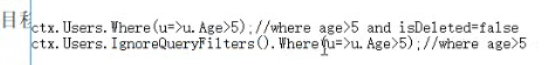 目标
ctx.Users.Where(u=>u.Age>5);//where age>5 and isDeleted=false
ctx.Users.IgnoreQueryFilters().Where(u=>u.Age>5);//where age>5